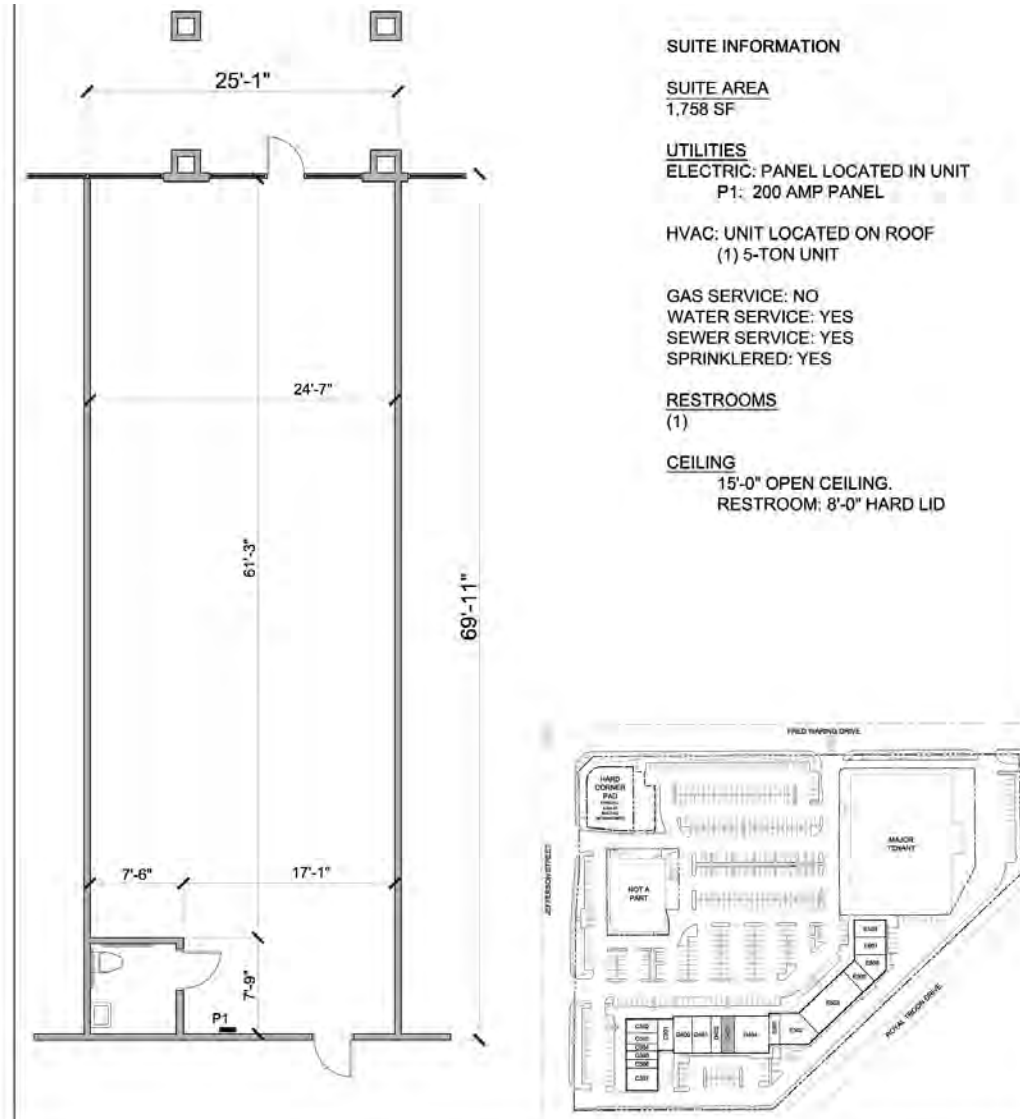 25'-1"
24'-7"
61'-3"
69'-11"
7'-6"
17'-1"
7'-9"
P1
SUITE INFORMATION
SUITE AREA
1,758 SF
UTILITIES
ELECTRIC: PANEL LOCATED IN UNIT
P1: 200 AMP PANEL
HVAC: UNIT LOCATED ON ROOF
(1) 5-TON UNIT
GAS SERVICE: NO
WATER SERVICE: YES
SEWER SERVICE: YES
SPRINKLERED: YES
RESTROOMS
(1)
CEILING
15'-0" OPEN CEILING.
RESTROOM: 8'-0" HARD LID
FRED WARING DRIVE
HARD
CORNER
PAD
MAJOR
TENANT
JEFFERSON STREET
NOT A
PART
ROYAL TROON DRIVE